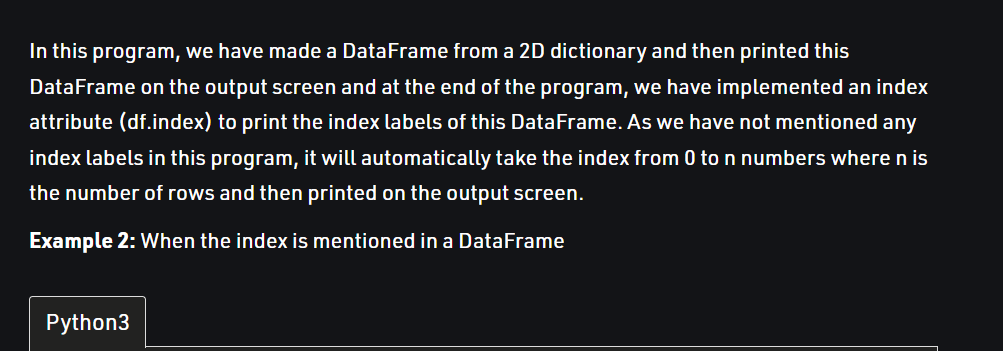 In this program, we have made a DataFrame from a 2D dictionary and then printed this
DataFrame on the output screen and at the end of the program, we have implemented an index
attribute (df.index) to print the index labels of this DataFrame. As we have not mentioned any
index labels in this program, it will automatically take the index from 0 to n numbers where n is
the number of rows and then printed on the output screen.
Example 2: When the index is mentioned in a DataFrame
Python3